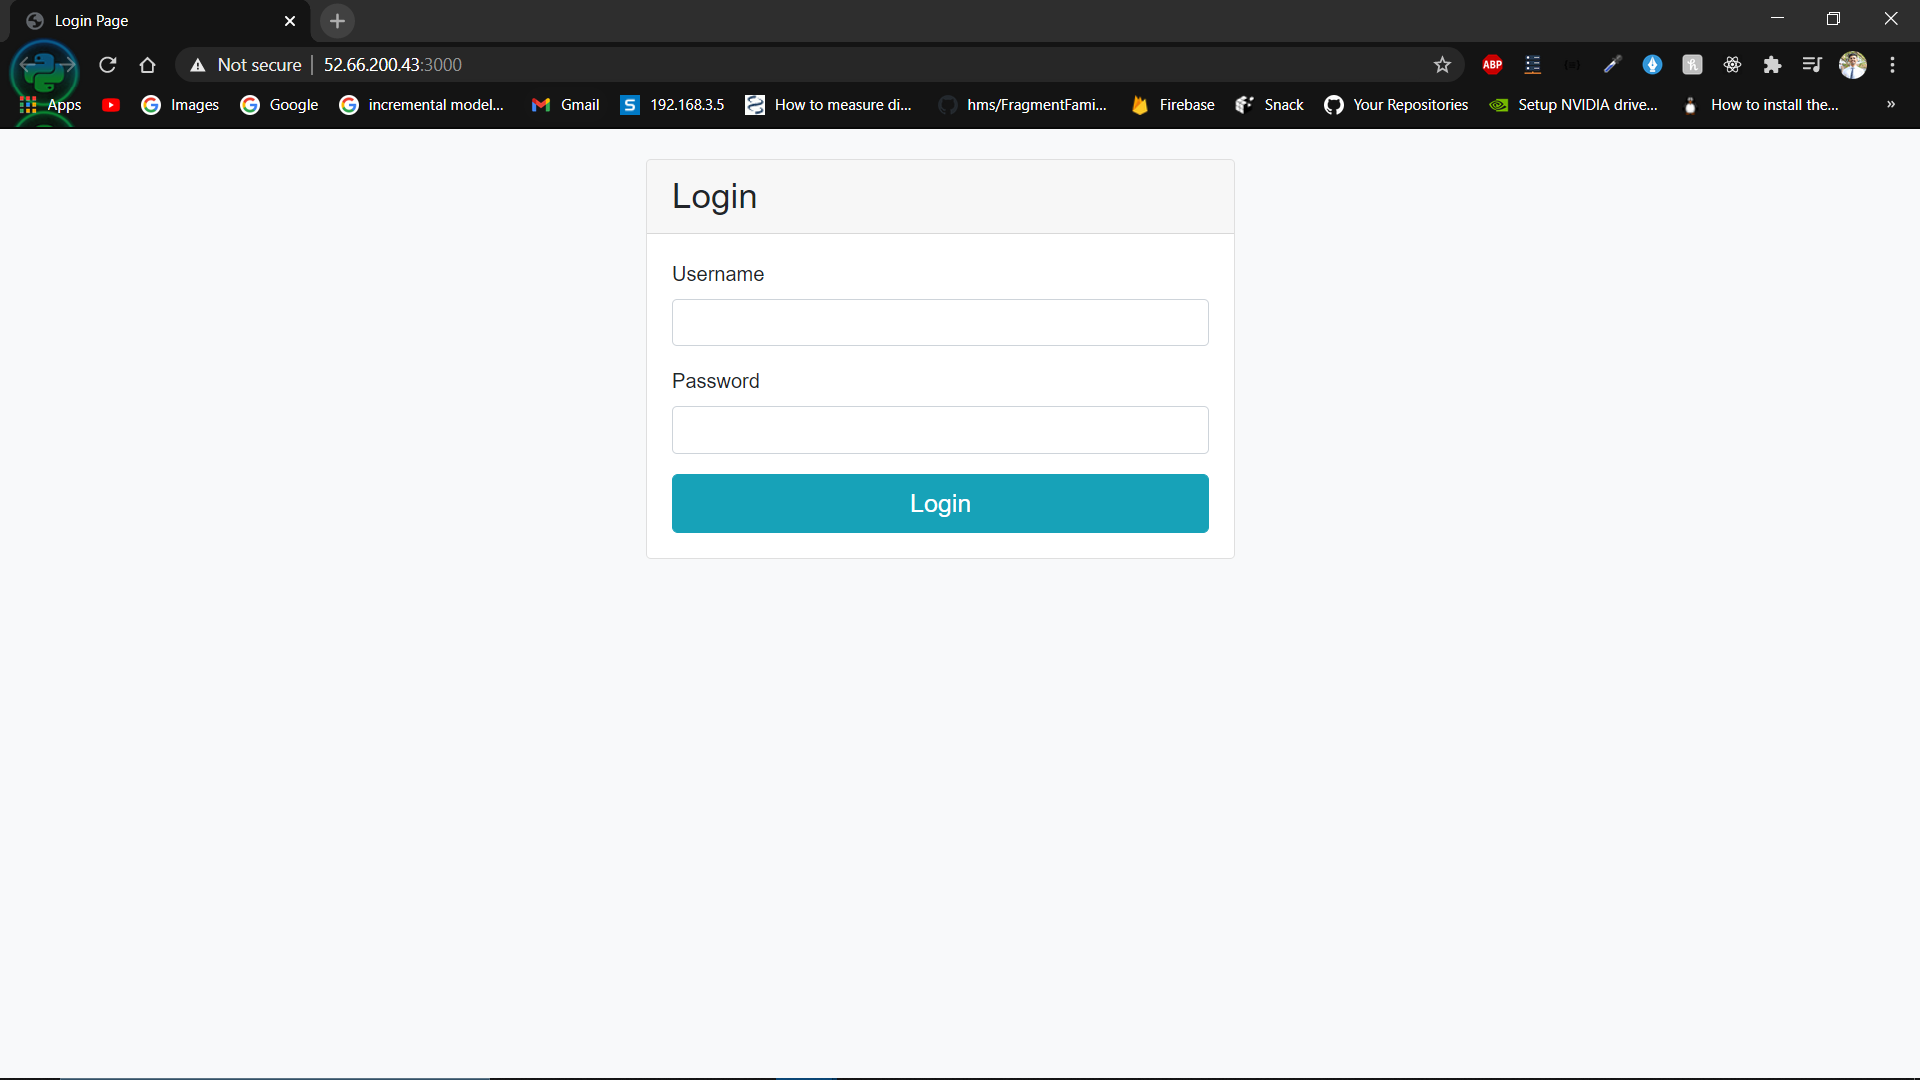 Login Page
Not secure 52.66.200.43:3000
ABP
Apps Images Google incremental model... Gmail S 192.168.3.5 How to measure di... hms/FragmentFami... Firebase Snack Your Repositories Setup NVIDIA drive... How to install the... »
Login
Username
Password
Login